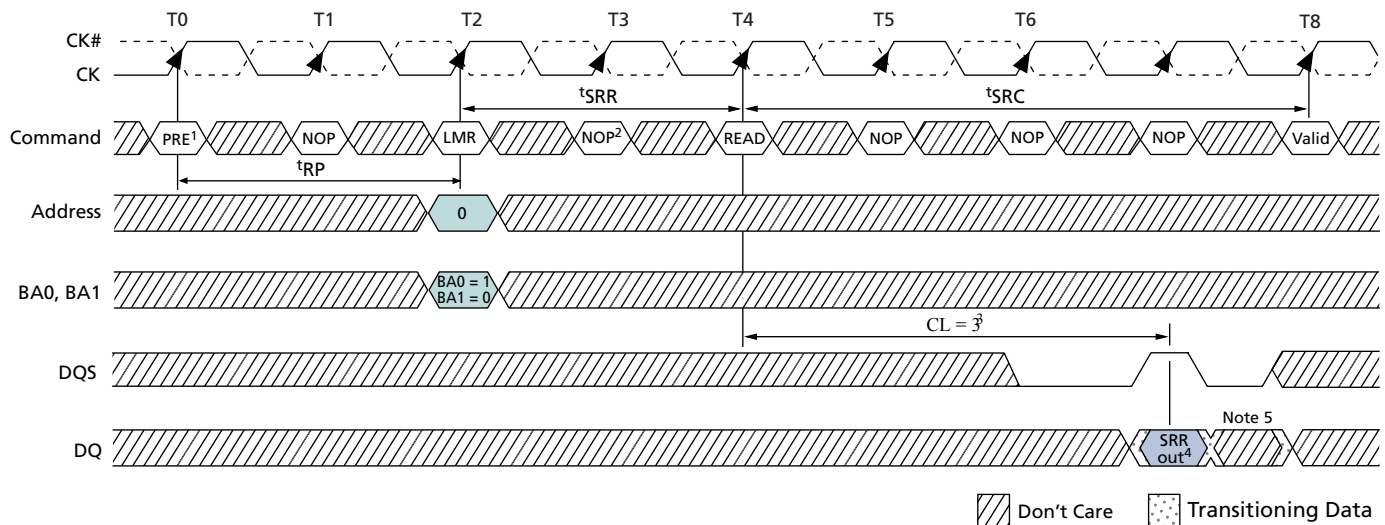 T0 T1 T2 T3 T4 T5 T6 T8
CK#
CK
tSRR tSRC
Command PRE1 NOP LMR NOP2 READ NOP NOP NOP Valid
tRP
Address 0
BA0, BA1 BA0 = 1
BA1 = 0
CL = 33
DQS
Note 5
DQ SRR
out4
Don't Care Transitioning Data